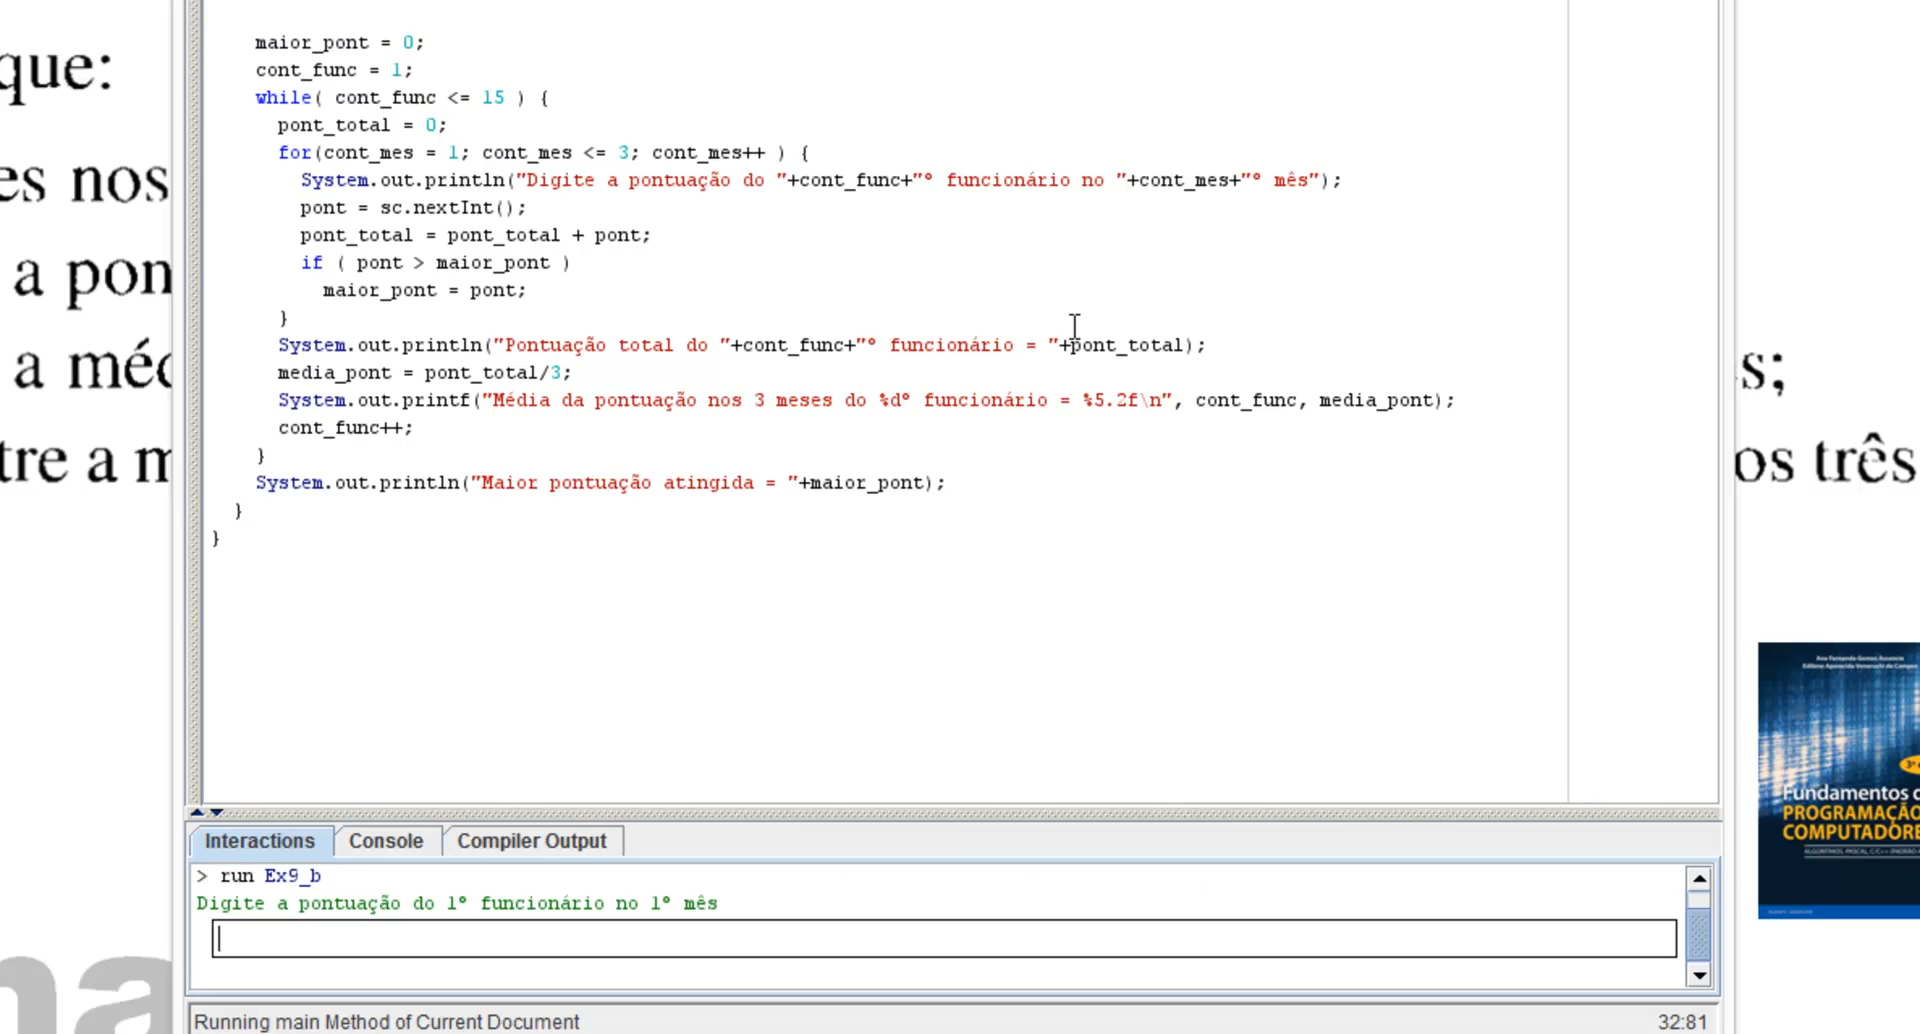 que:
es nos
a pon
a méd
s;
tre a m
os três
maior_pont = 0;
cont_func = 1;
while( cont_func <= 15 ) {
pont_total = 0;
for(cont_mes = 1; cont_mes <= 3; cont_mes++ ) {
System.out.println("Digite a pontuação do "+cont_func+"° funcionário no "+cont_mes+"° mês");
pont = sc.nextInt();
pont_total = pont_total + pont;
if ( pont > maior_pont )
maior_pont = pont;
}
System.out.println("Pontuação total do "+cont_func+"° funcionário = "+pont_total);
media_pont = pont_total/3;
System.out.printf("Média da pontuação nos 3 meses do %d° funcionário = %5.2f\n", cont_func, media_pont);
cont_func++;
}
System.out.println("Maior pontuação atingida = "+maior_pont);
}
}
Fundamentos d
PROGRAMAÇÃO
COMPUTADORE
Interactions Console Compiler Output
> run Ex9_b
Digite a pontuação do 1° funcionário no 1° mês
na
Running main Method of Current Document 32:81